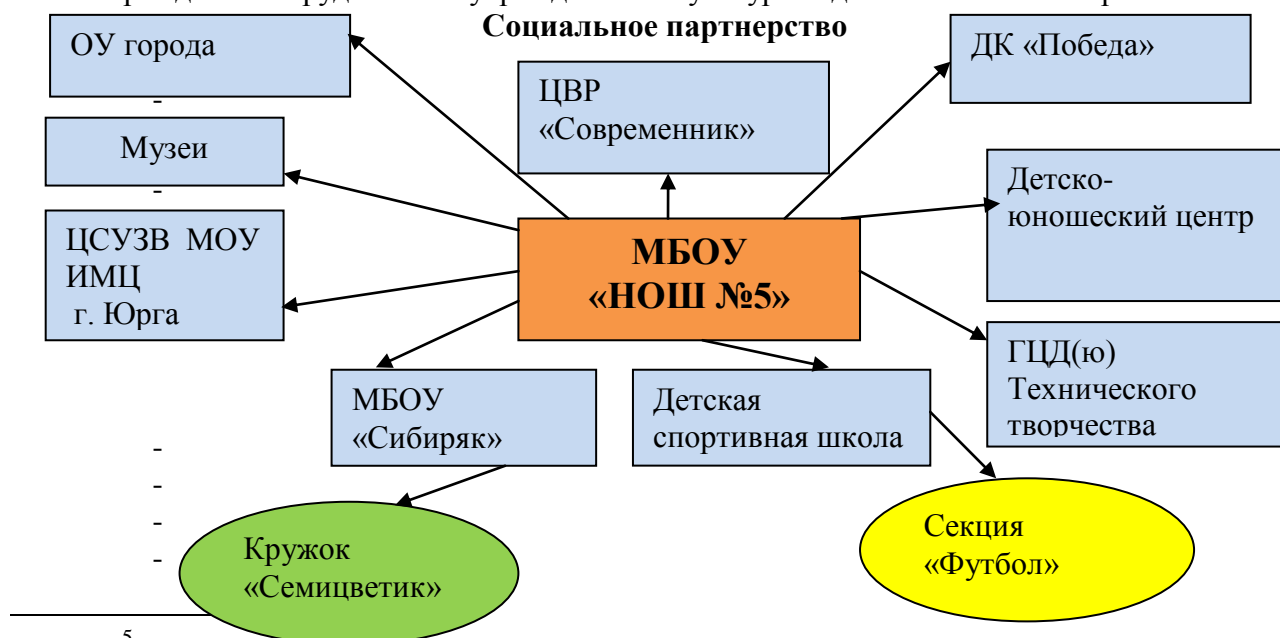 Социальное партнерство
ОУ города
ДК «Победа»
ЦВР
«Современник»
Музеи
Детско-
юношеский центр
ЦСУЗВ МОУ
ИМЦ
г. Юрга
МБОУ
«НОШ №5»
ГЦД(ю)
Технического
творчества
МБОУ
«Сибиряк»
Детская
спортивная школа
Кружок
«Семицветик»
Секция
«Футбол»
5